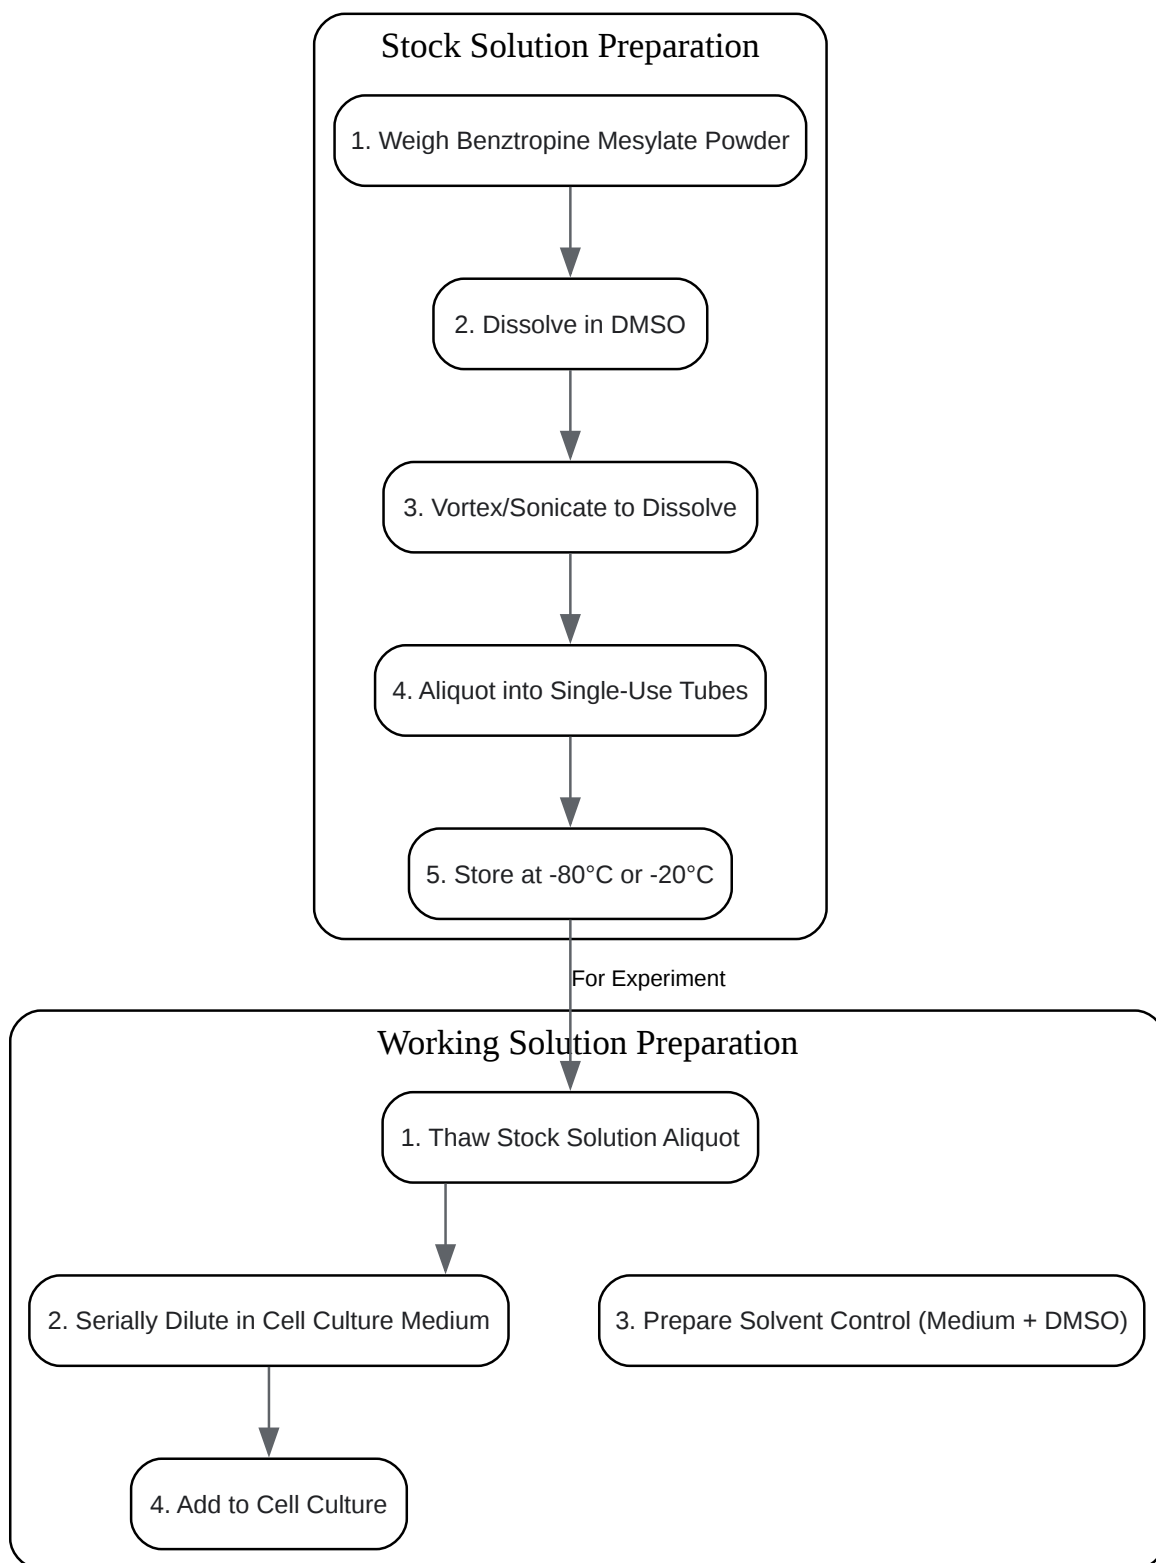 Stock Solution Preparation
1. Weigh Benztropine Mesylate Powder
2. Dissolve in DMSO
3. Vortex/Sonicate to Dissolve
4. Aliquot into Single-Use Tubes
5. Store at -80°C or -20°C
For Experiment
Working Solution Preparation
1. Thaw Stock Solution Aliquot
2. Serially Dilute in Cell Culture Medium
3. Prepare Solvent Control (Medium + DMSO)
4. Add to Cell Culture